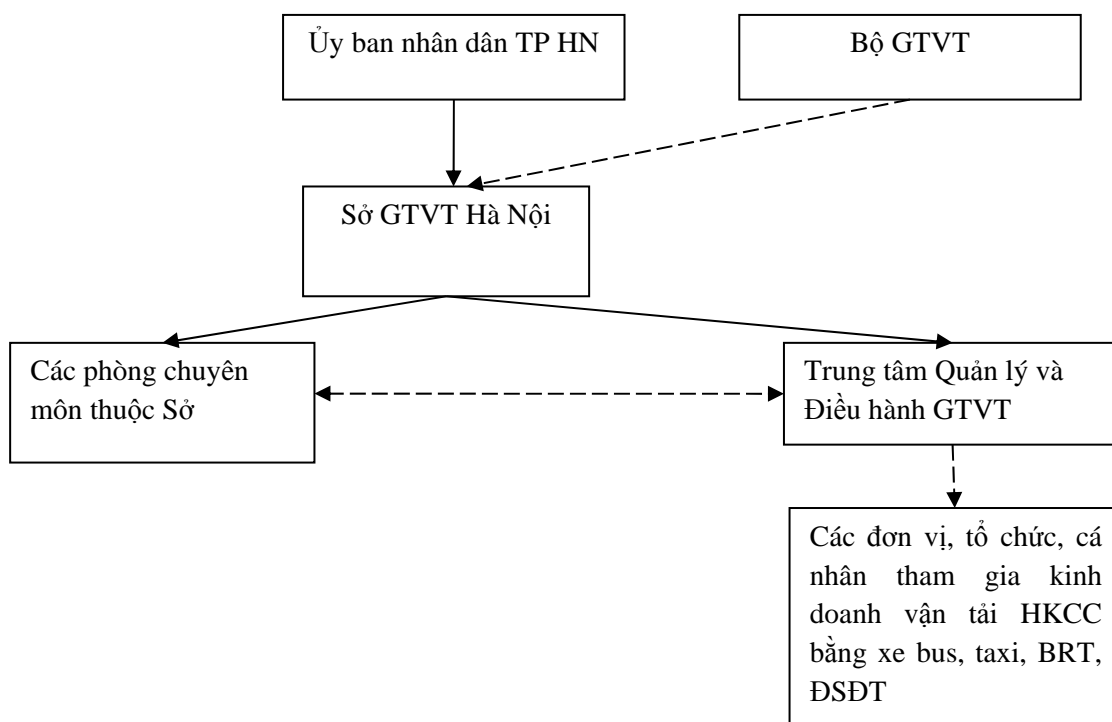 Ủy ban nhân dân TP HN
Bộ GTVT
Sở GTVT Hà Nội
Các phòng chuyên
môn thuộc Sở
Trung tâm Quản lý và
Điều hành GTVT
Các đơn vị, tổ chức, cá
nhân tham gia kinh
doanh vận tải HKCC
bằng xe bus, taxi, BRT,
ĐSĐT